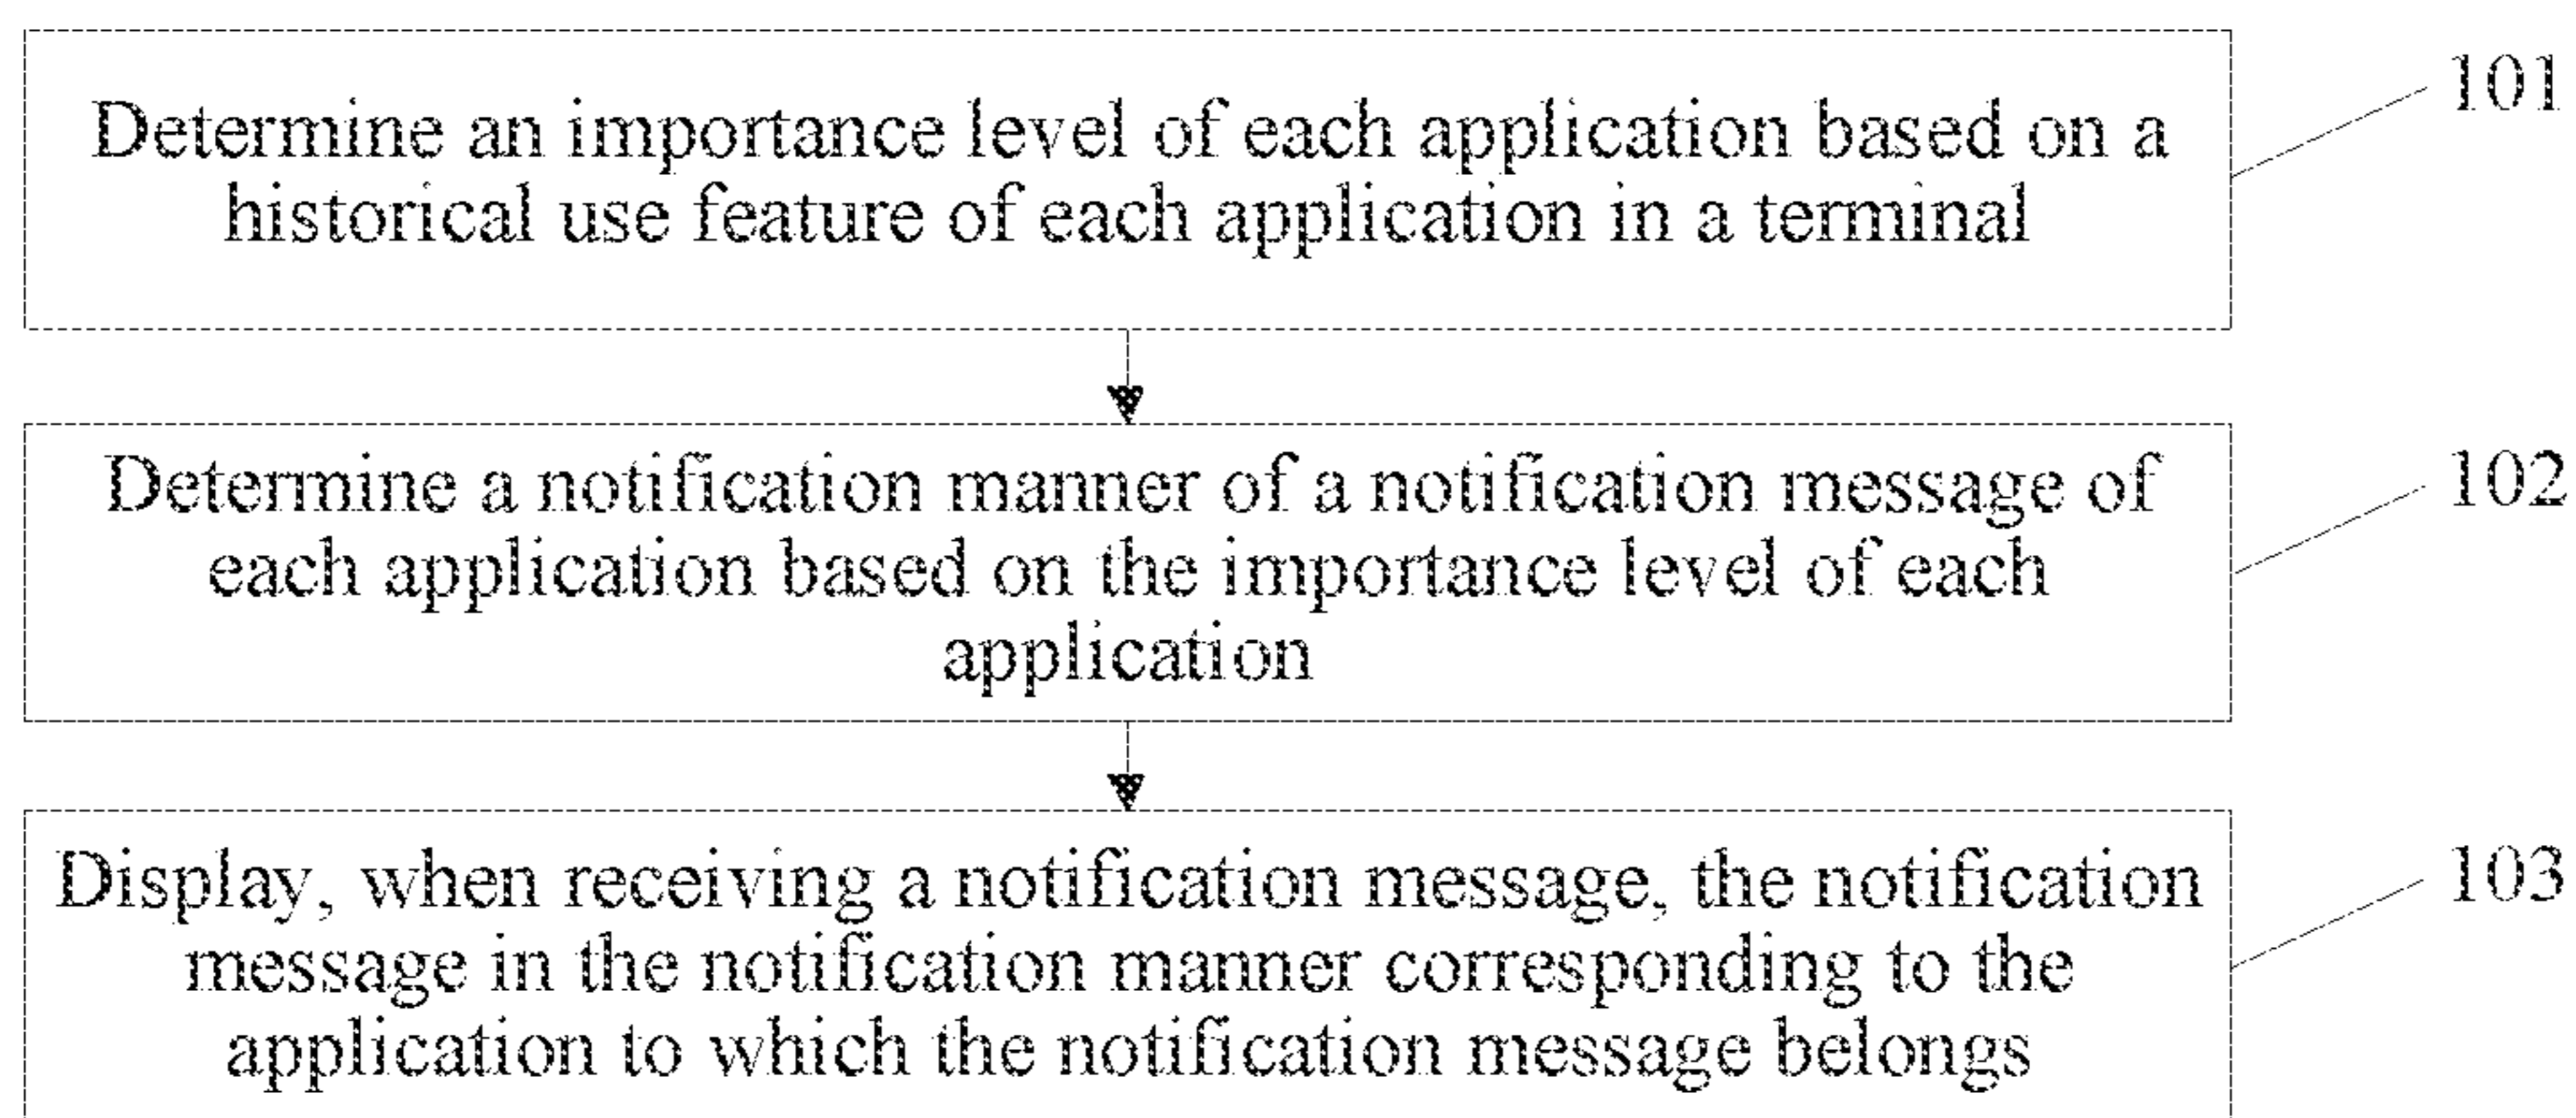 Determine an importance level of each application based on a
historical use feature of each application in a terminal
101
Determine a notification manner of a notification message of
each application based on the importance level of each
application
102
Display, when receiving a notification message, the notification
message in the notification manner corresponding to the
application to which the notification message belongs
103